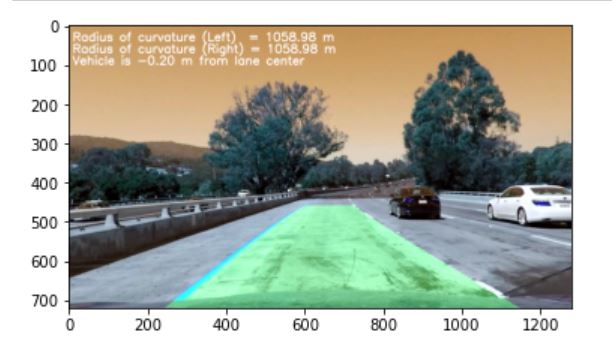 Radius of curvature (Left) = 1058.98 m
Radius of curvature (Right) = 1058.98 m
Vehicle is -0.20 m from lane center
0
100
200
300
400
500
600
700
0 200 400 600 800 1000 1200